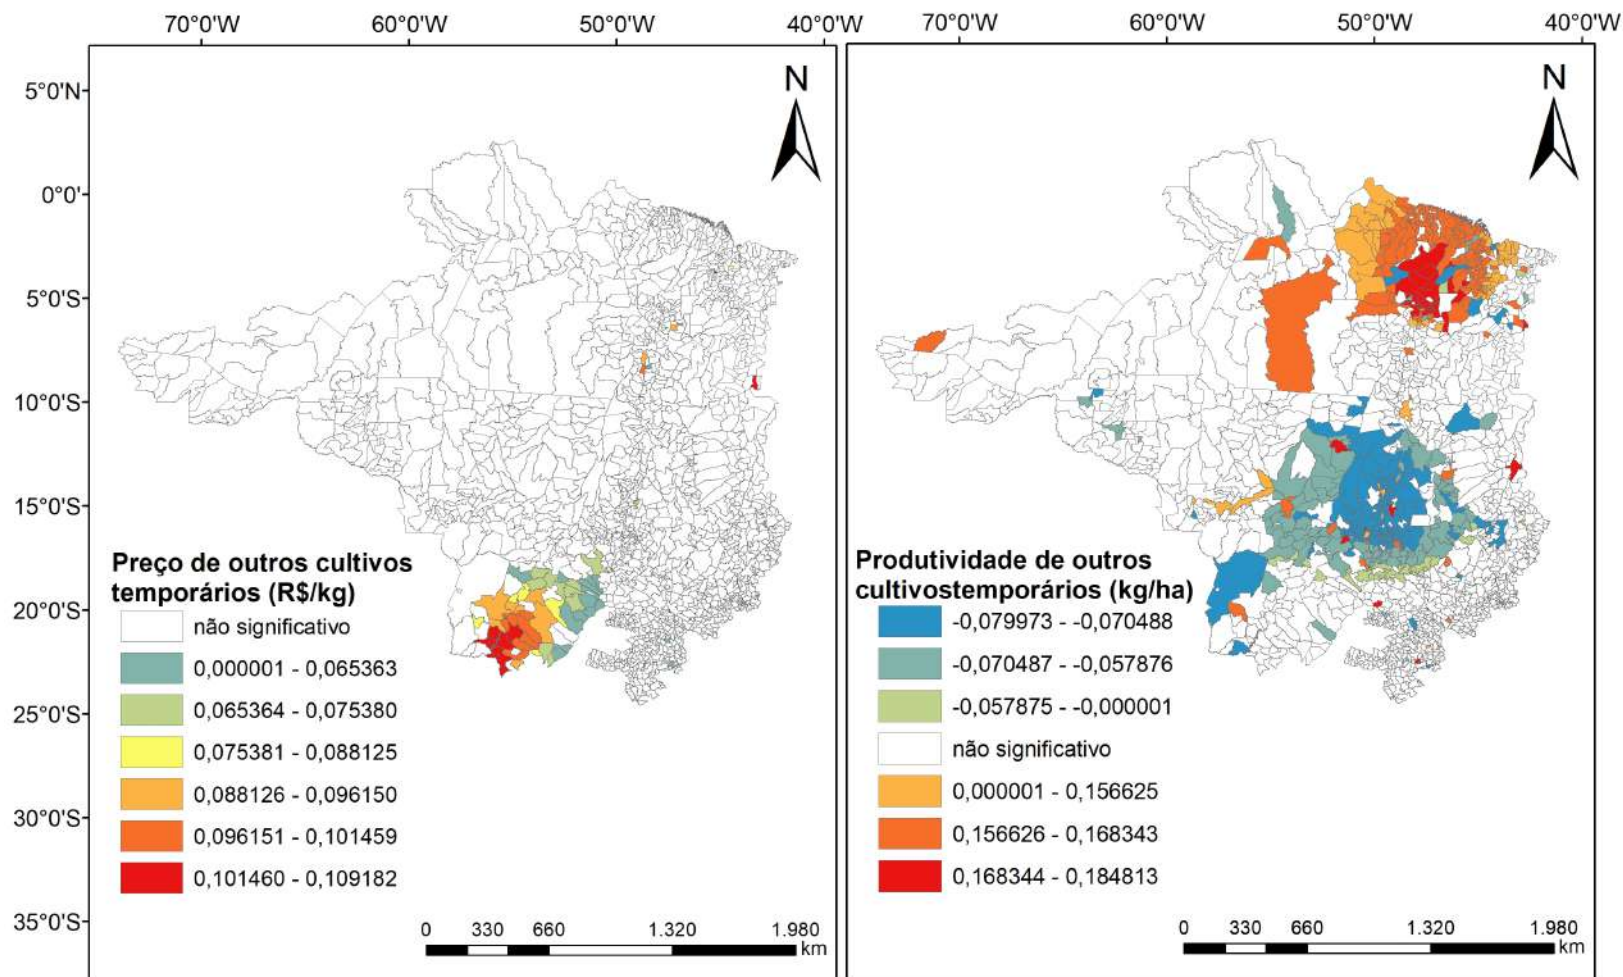 70°0'W 60°0'W 50°0'W 40°0'W
70°0'W 60°0'W 50°0'W 40°0'W
5°0'N
0°0'
5°0'S
10°0'S
15°0'S
20°0'S
25°0'S
30°0'S
35°0'S
N
Preço de outros cultivos
temporários (R$/kg)
não significativo
0,000001 - 0,065363
0,065364 - 0,075380
0,075381 - 0,088125
0,088126 - 0,096150
0,096151 - 0,101459
0,101460 - 0,109182
0 330 660 1.320 1.980
km
N
Produtividade de outros
cultivostemporários (kg/ha)
-0,079973 - -0,070488
-0,070487 - -0,057876
-0,057875 - -0,000001
não significativo
0,000001 - 0,156625
0,156626 - 0,168343
0,168344 - 0,184813
0 330 660 1.320 1.980
km